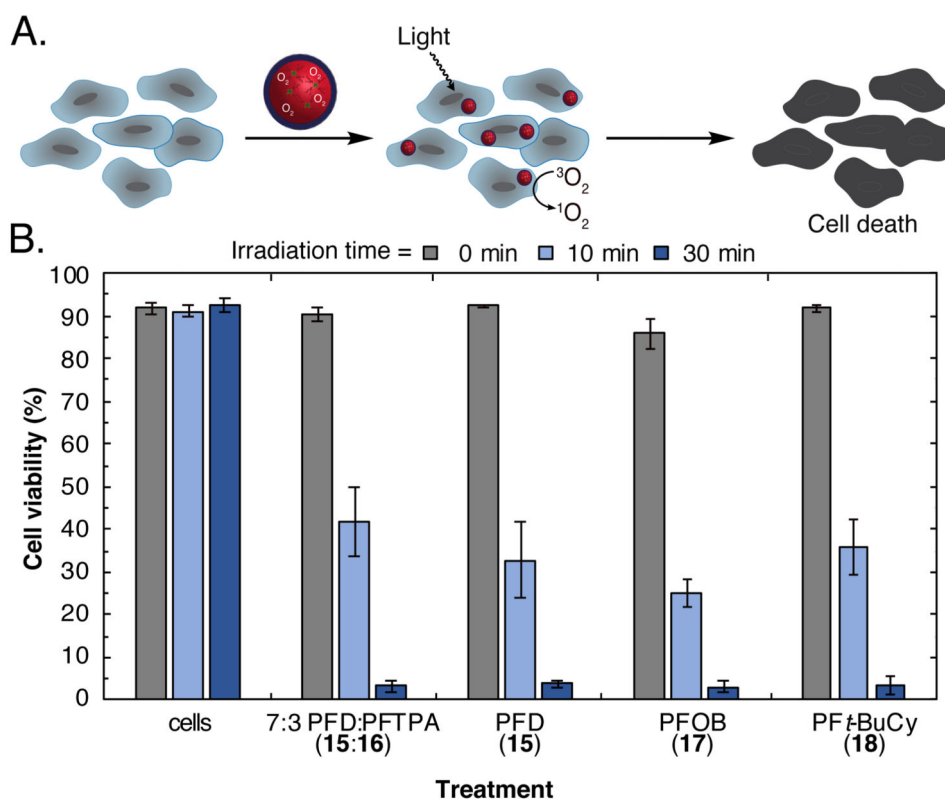 A.
Light
O2 O2
O2 O2
³O2
¹O2
Cell death
B.
Irradiation time = 0 min 10 min 30 min
Cell viability (%)
100
90
80
70
60
50
40
30
20
10
0
cells 7:3 PFD:PFTPA PFD PFOB PFt-BuCy
(15:16) (15) (17) (18)
Treatment